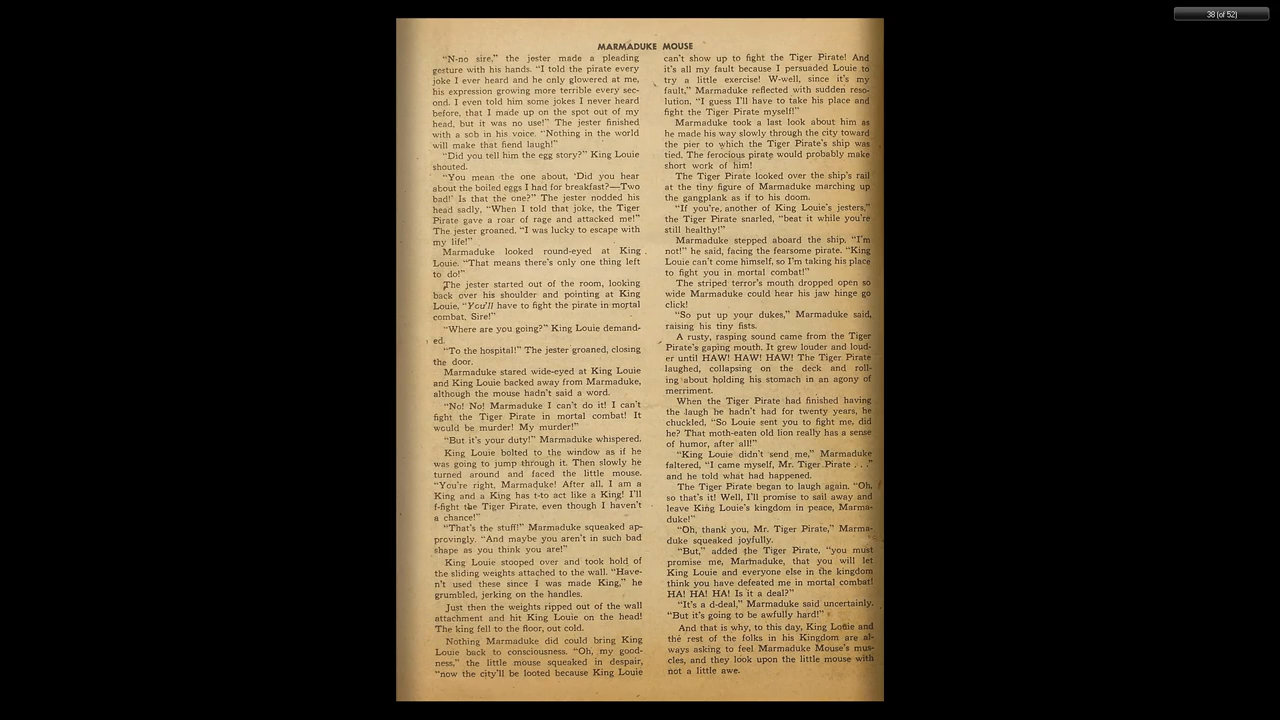 38 (of 52)
MARMADUKE MOUSE
"N-no sire," the jester made a pleading
gesture with his hands. "I told the pirate every
joke I ever heard and he only glowered at me,
his expression growing more terrible every sec-
ond. I even told him some jokes I never heard
before, that I made up on the spot out of my
head, but it was no use!" The jester finished
with a sob in his voice. "Nothing in the world
will make that fiend laugh!"
"Did you tell him the egg story?" King Louie
shouted.
"You mean the one about, 'Did you hear
about the boiled eggs I had for breakfast?—Two
bad!' Is that the one?" The jester nodded his
head sadly, "When I told that joke, the Tiger
Pirate gave a roar of rage and attacked me!"
The jester groaned, "I was lucky to escape with
my life!"
Marmaduke looked round-eyed at King
Louie. "That means there's only one thing left
to do!"
The jester started out of the room, looking
back over his shoulder and pointing at King
Louie, "You'll have to fight the pirate in mortal
combat, Sire!"
"Where are you going?" King Louie demand-
ed.
"To the hospital!" The jester groaned, closing
the door.
Marmaduke stared wide-eyed at King Louie
and King Louie backed away from Marmaduke,
although the mouse hadn't said a word.
"No! No! Marmaduke I can't do it! I can't
fight the Tiger Pirate in mortal combat! It
would be murder! My murder!"
"But it's your duty!" Marmaduke whispered.
King Louie bolted to the window as if he
was going to jump through it. Then slowly he
turned around and faced the little mouse.
"You're right, Marmaduke! After all, I am a
King and a King has t-to act like a King! I'll
f-fight the Tiger Pirate, even though I haven't
a chance!"
"That's the stuff!" Marmaduke squeaked ap-
provingly. "And maybe you aren't in such bad
shape as you think you are!"
King Louie stooped over and took hold of
the sliding weights attached to the wall. "Have-
n't used these since I was made King," he
grumbled, jerking on the handles.
Just then the weights ripped out of the wall
attachment and hit King Louie on the head!
The king fell to the floor, out cold.
Nothing Marmaduke did could bring King
Louie back to consciousness. "Oh, my good-
ness," the little mouse squeaked in despair,
"now the city'll be looted because King Louie
can't show up to fight the Tiger Pirate! And
it's all my fault because I persuaded Louie to
try a little exercise! W-well, since it's my
fault," Marmaduke reflected with sudden reso-
lution, "I guess I'll have to take his place and
fight the Tiger Pirate myself!"
Marmaduke took a last look about him as
he made his way slowly through the city toward
the pier to which the Tiger Pirate's ship was
tied. The ferocious pirate would probably make
short work of him!
The Tiger Pirate looked over the ship's rail
at the tiny figure of Marmaduke marching up
the gangplank as if to his doom.
"If you're, another of King Louie's jesters,"
the Tiger Pirate snarled, "beat it while you're
still healthy!"
Marmaduke stepped aboard the ship. "I'm
not!" he said, facing the fearsome pirate. "King
Louie can't come himself, so I'm taking his place
to fight you in mortal combat!"
The striped terror's mouth dropped open so
wide Marmaduke could hear his jaw hinge go
click!
"So put up your dukes," Marmaduke said,
raising his tiny fists.
A rusty, rasping sound came from the Tiger
Pirate's gaping mouth. It grew louder and loud-
er until HAW! HAW! HAW! The Tiger Pirate
laughed, collapsing on the deck and roll-
ing about holding his stomach in an agony of
merriment.
When the Tiger Pirate had finished having
the laugh he hadn't had for twenty years, he
chuckled, "So Louie sent you to fight me, did
he? That moth-eaten old lion really has a sense
of humor, after all!"
"King Louie didn't send me," Marmaduke
faltered, "I came myself, Mr. Tiger Pirate . . ."
and he told what had happened.
The Tiger Pirate began to laugh again. "Oh,
so that's it! Well, I'll promise to sail away and
leave King Louie's kingdom in peace, Marma-
duke!"
"Oh, thank you, Mr. Tiger Pirate," Marma-
duke squeaked joyfully.
"But," added the Tiger Pirate, "you must
promise me, Marmaduke, that you will let
King Louie and everyone else in the kingdom
think you have defeated me in mortal combat!
HA! HA! HA! Is it a deal?"
"It's a d-deal," Marmaduke said uncertainly.
"But it's going to be awfully hard!"
And that is why, to this day, King Louie and
the rest of the folks in his Kingdom are al-
ways asking to feel Marmaduke Mouse's mus-
cles, and they look upon the little mouse with
not a little awe.